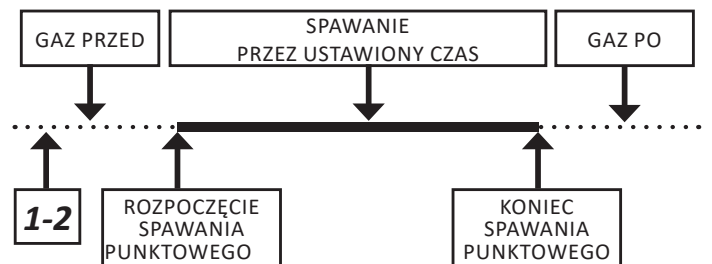 GAZ PRZED
SPAWANIE
PRZEZ USTAWIONY CZAS
GAZ PO
1-2
ROZPOCZĘCIE
SPAWANIA
PUNKTOWEGO
KONIEC
SPAWANIA
PUNKTOWEGO